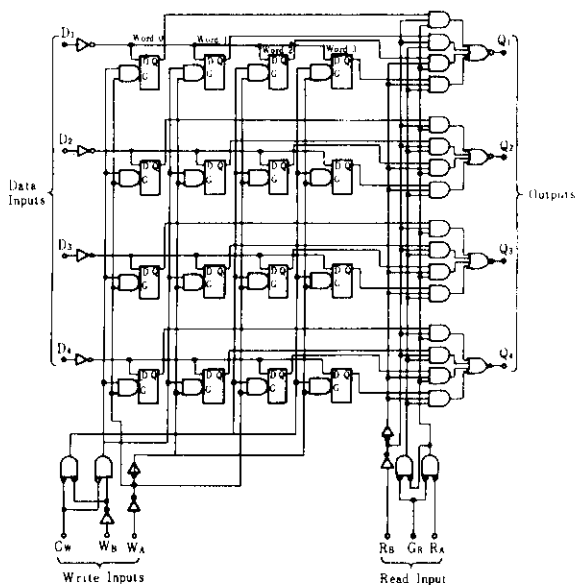 D1
Word 0
Word 1
Word 2
Word 3
Q1
D Q
G
D Q
G
D Q
G
D Q
G
D2
Q2
D Q
G
D Q
G
D Q
G
D Q
G
Data
Inputs
Outputs
D3
Q3
D Q
G
D Q
G
D Q
G
D Q
G
D4
Q4
D Q
G
D Q
G
D Q
G
D Q
G
GW WB WA
RB GR RA
Write Inputs
Read Input